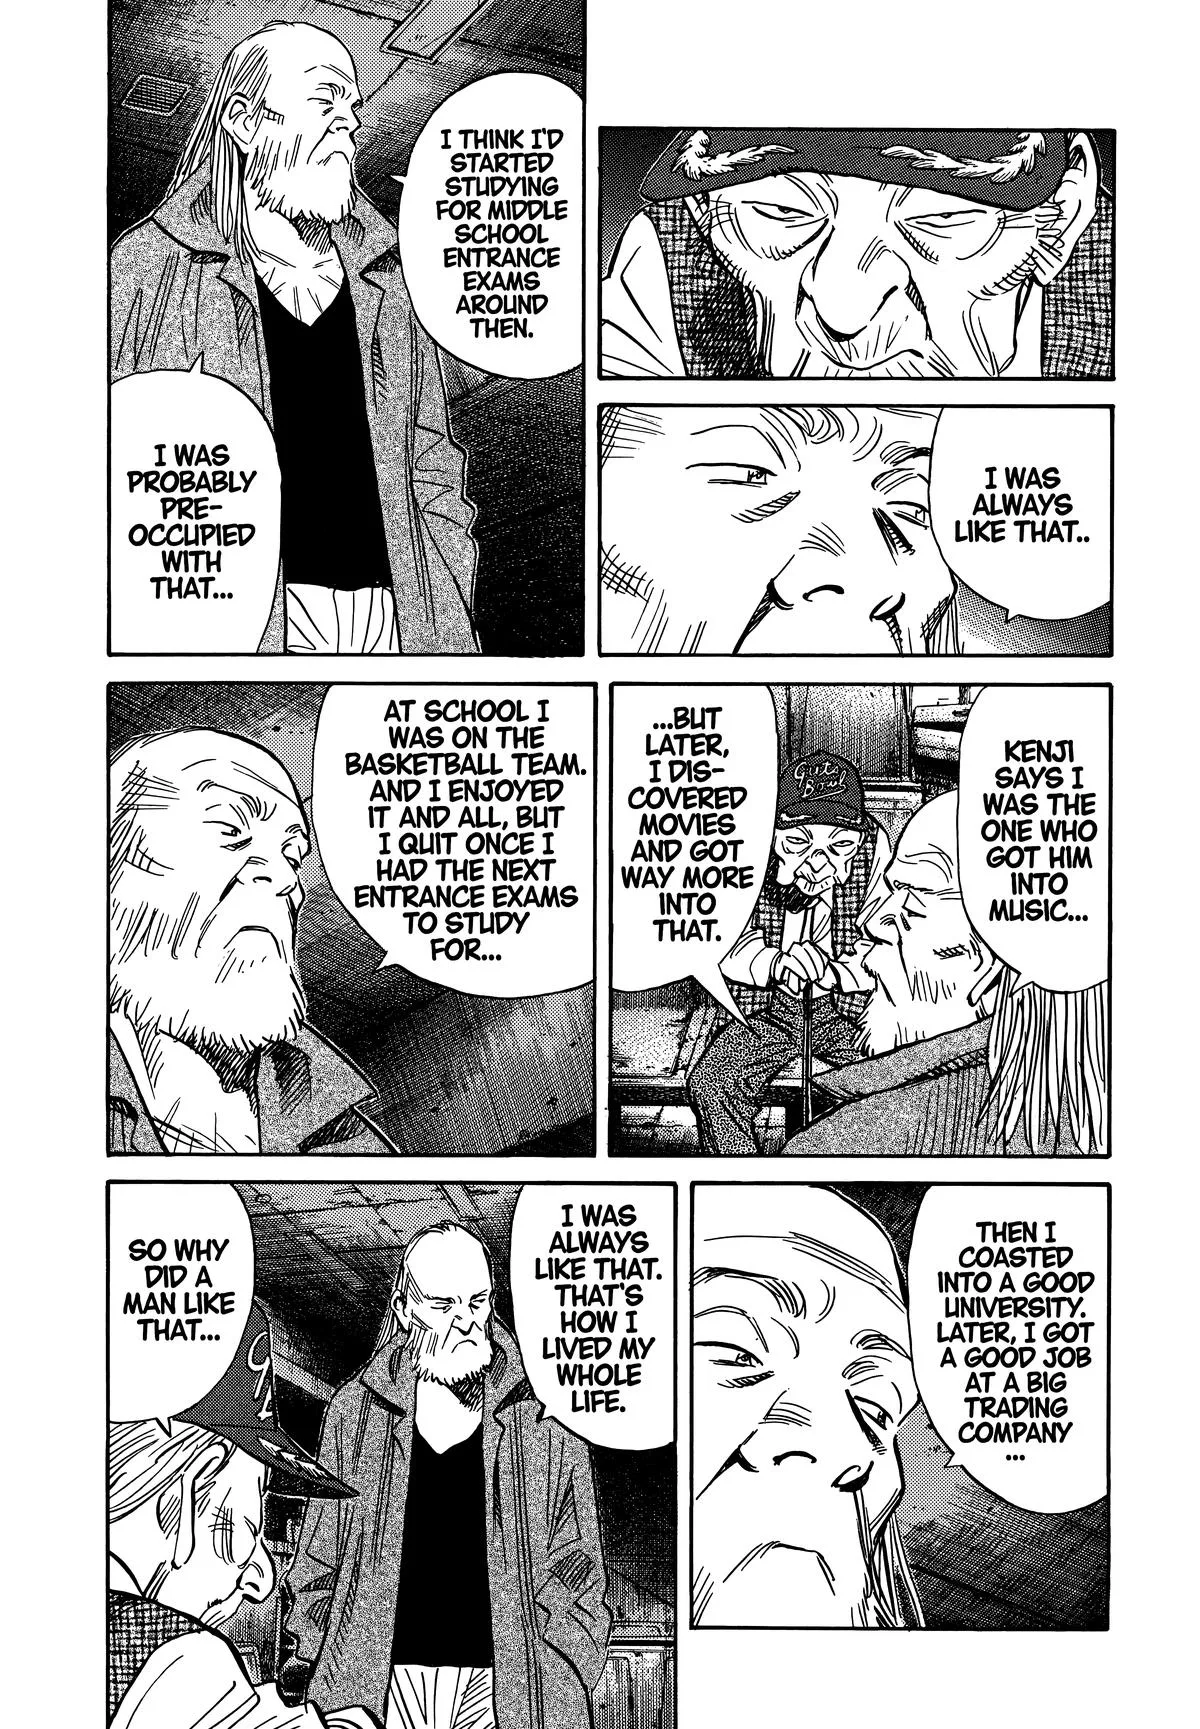 I WAS
ALWAYS
LIKE THAT..
I THINK I'D
STARTED
STUDYING
FOR MIDDLE
SCHOOL
ENTRANCE
EXAMS
AROUND
THEN.
I WAS
PROBABLY
PRE-
OCCUPIED
WITH
THAT...
KENJI
SAYS I
WAS THE
ONE WHO
GOT HIM
INTO
MUSIC...
...BUT
LATER,
I DIS-
COVERED
MOVIES
AND GOT
WAY MORE
INTO
THAT.
Guts
Bowl
AT SCHOOL I
WAS ON THE
BASKETBALL TEAM.
AND I ENJOYED
IT AND ALL, BUT
I QUIT ONCE I
HAD THE NEXT
ENTRANCE EXAMS
TO STUDY
FOR...
THEN I
COASTED
INTO A GOOD
UNIVERSITY.
LATER, I GOT
A GOOD JOB
AT A BIG
TRADING
COMPANY
...
I WAS
ALWAYS
LIKE THAT.
THAT'S
HOW I
LIVED MY
WHOLE
LIFE.
SO WHY
DID A
MAN LIKE
THAT...